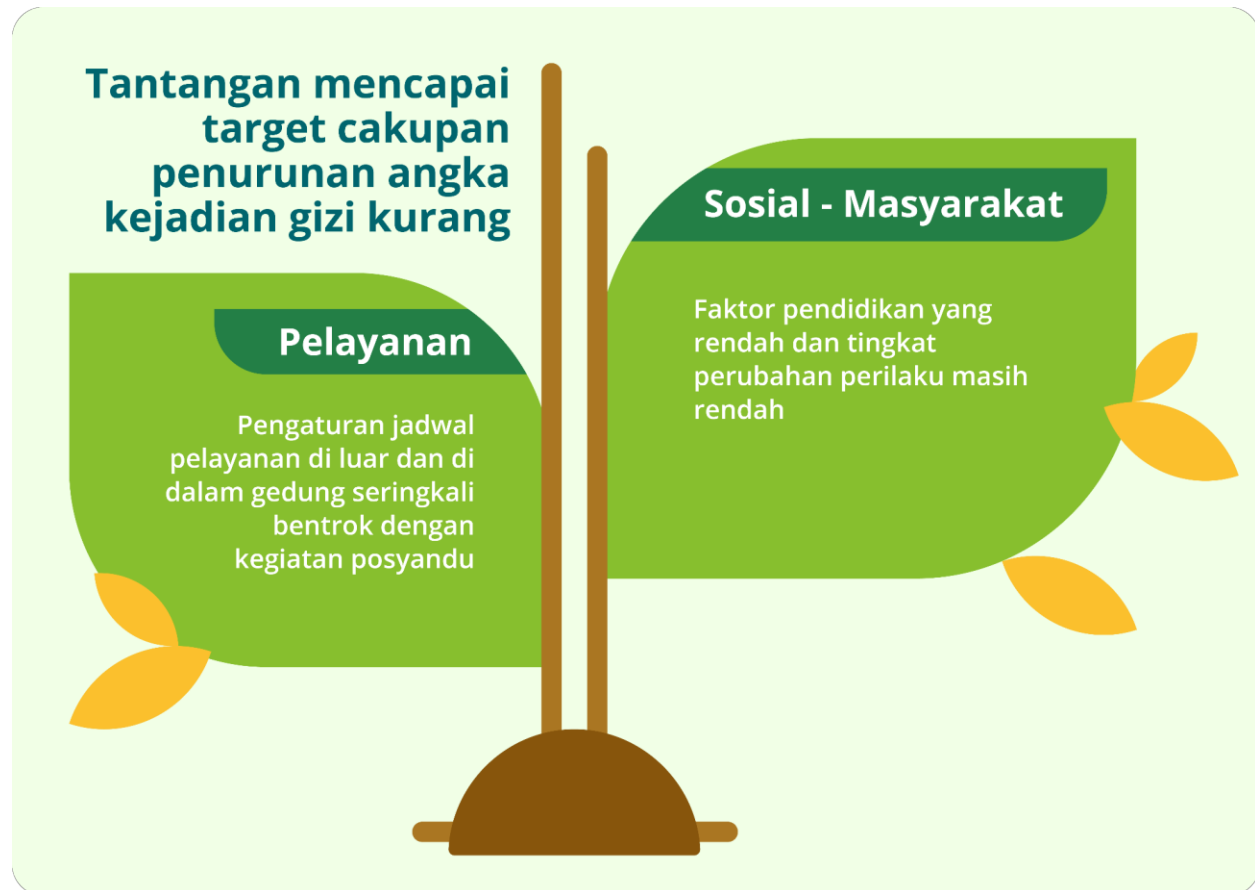 Tantangan mencapai
target cakupan
penurunan angka
kejadian gizi kurang
Pelayanan
Pengaturan jadwal
pelayanan di luar dan di
dalam gedung seringkali
bentrok dengan
kegiatan posyandu
Sosial - Masyarakat
Faktor pendidikan yang
rendah dan tingkat
perubahan perilaku masih
rendah